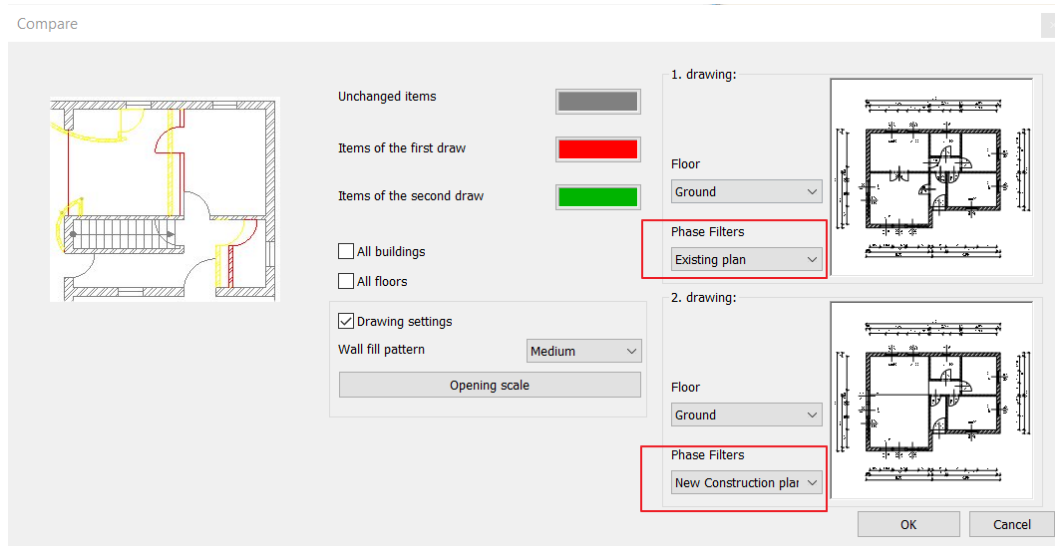 Compare
Unchanged items
Items of the first draw
Items of the second draw
All buildings
All floors
Drawing settings
Wall fill pattern
Medium
Opening scale
1. drawing:
Floor
Ground
Phase Filters
Existing plan
2. drawing:
Floor
Ground
Phase Filters
New Construction plar
OK
Cancel